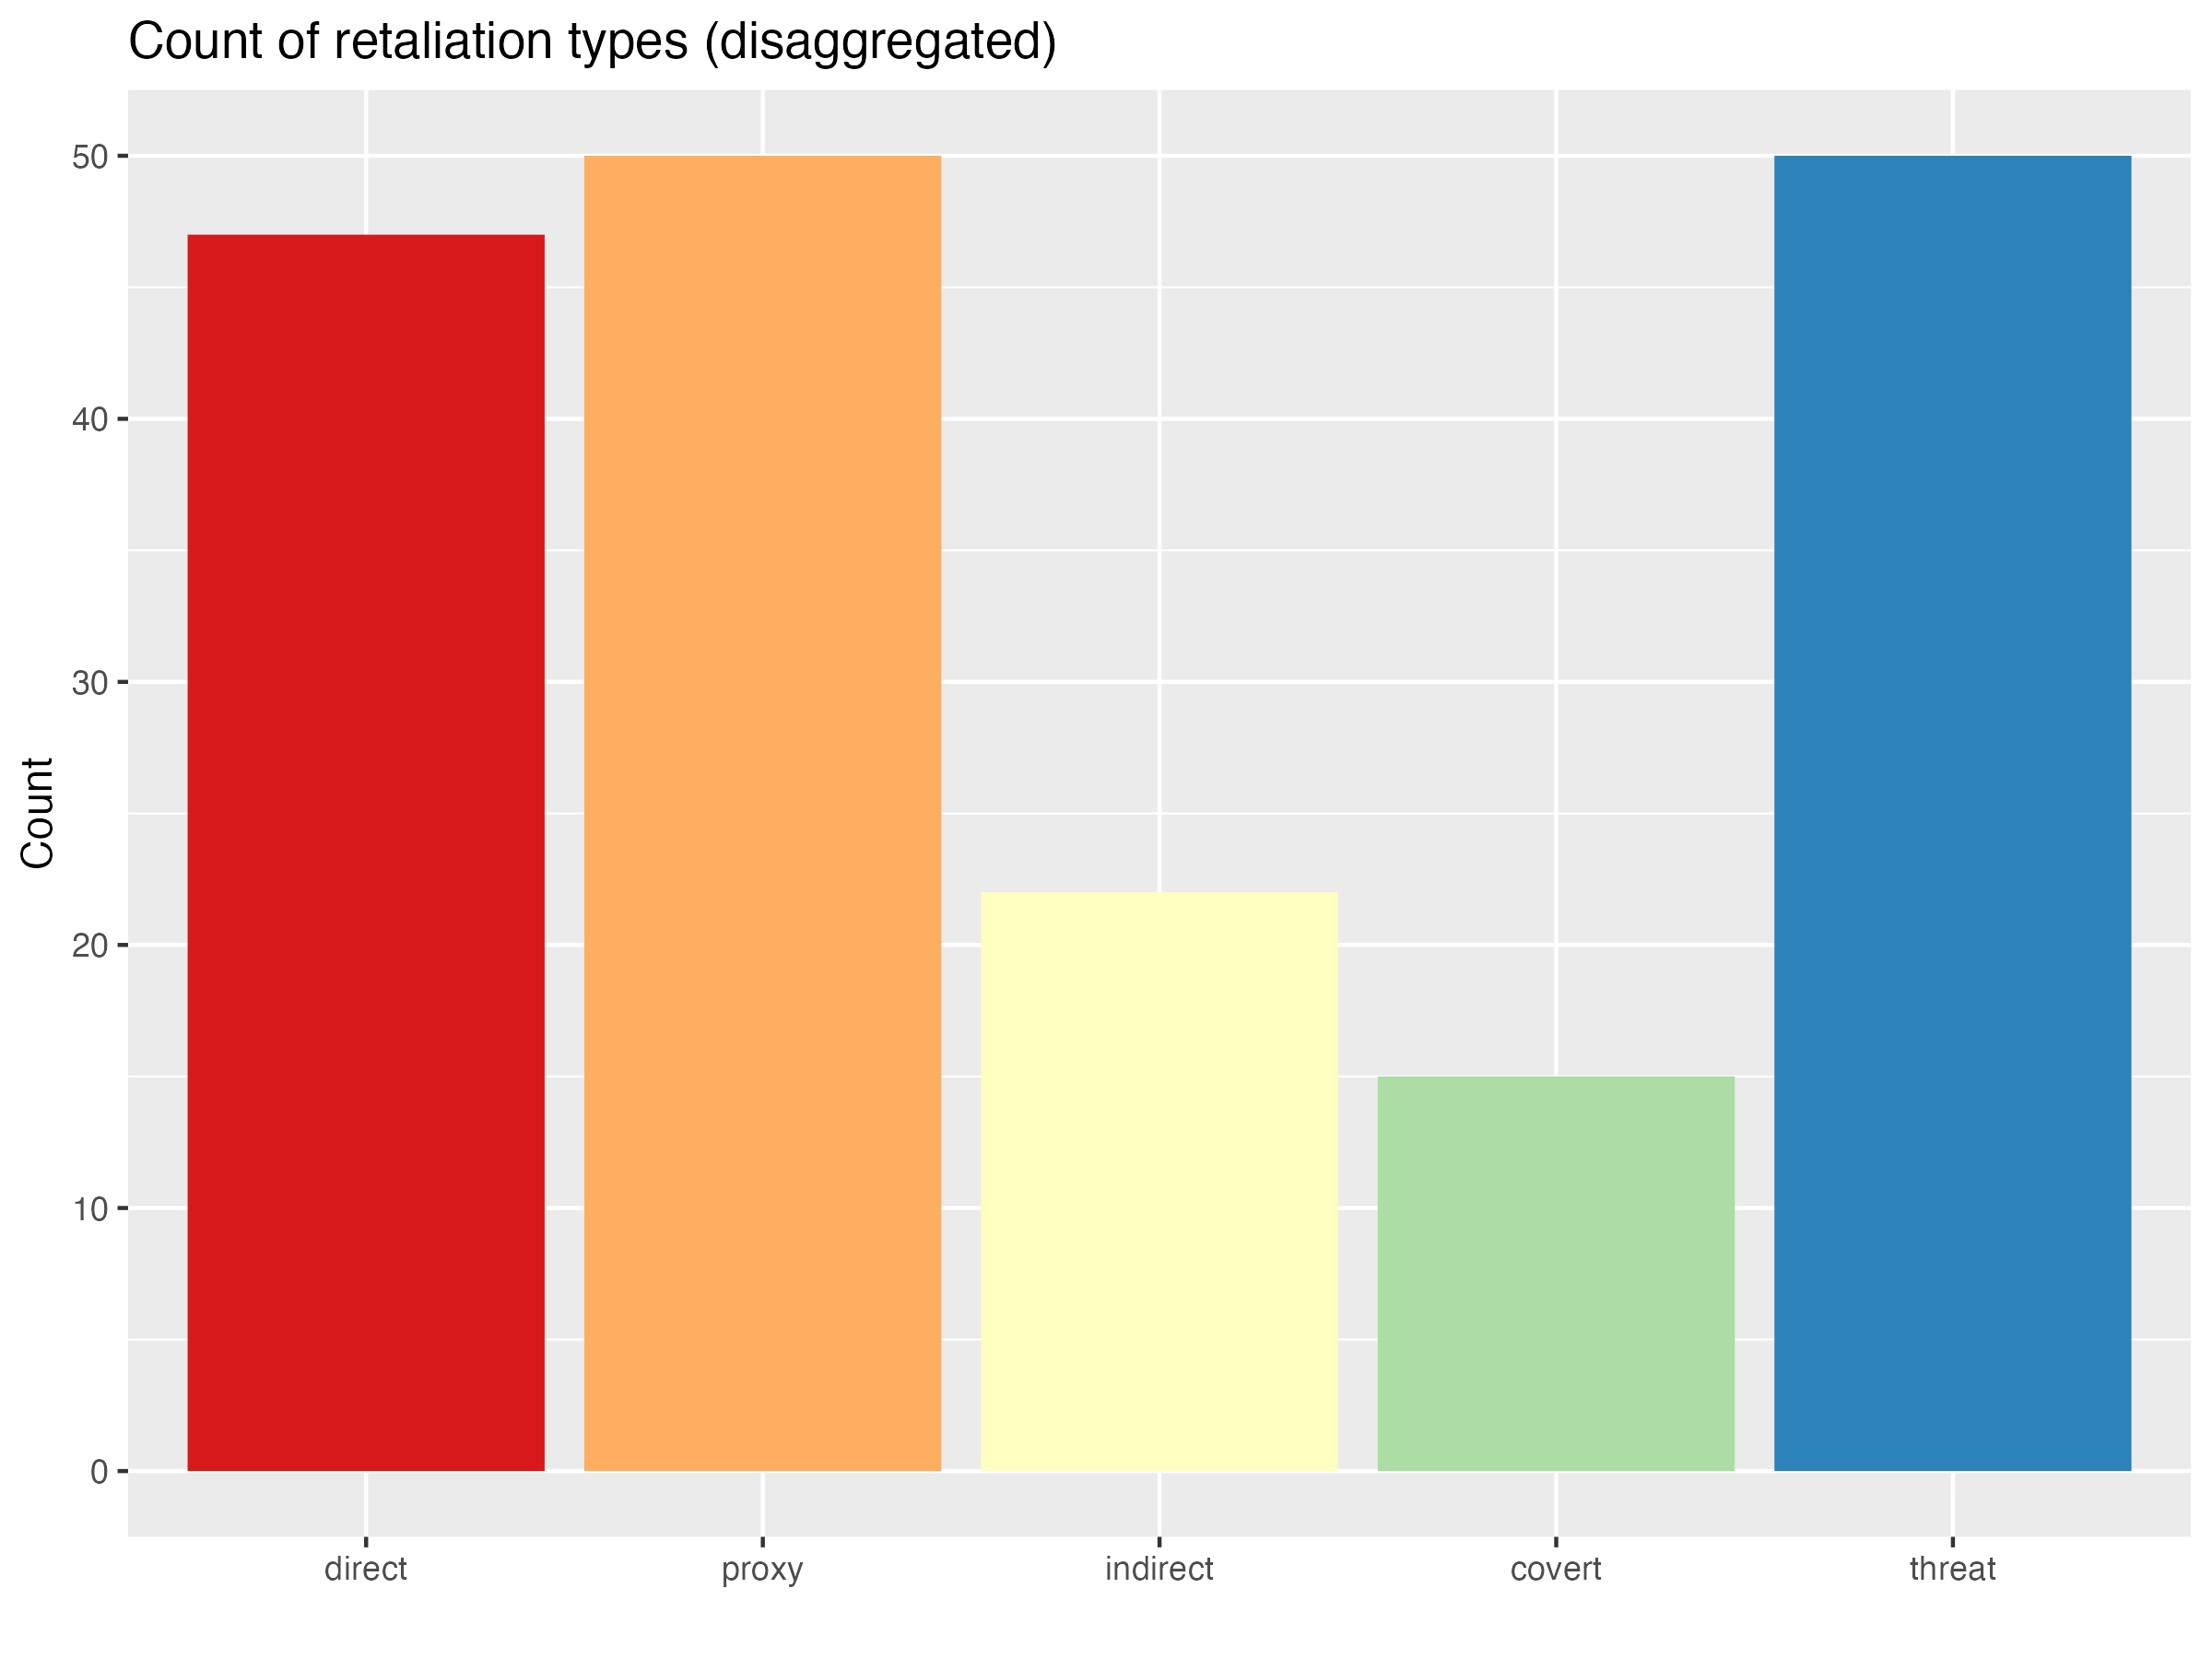 Count of retaliation types (disaggregated)
50
40
30
20
10
0
Count
direct proxy indirect covert threat